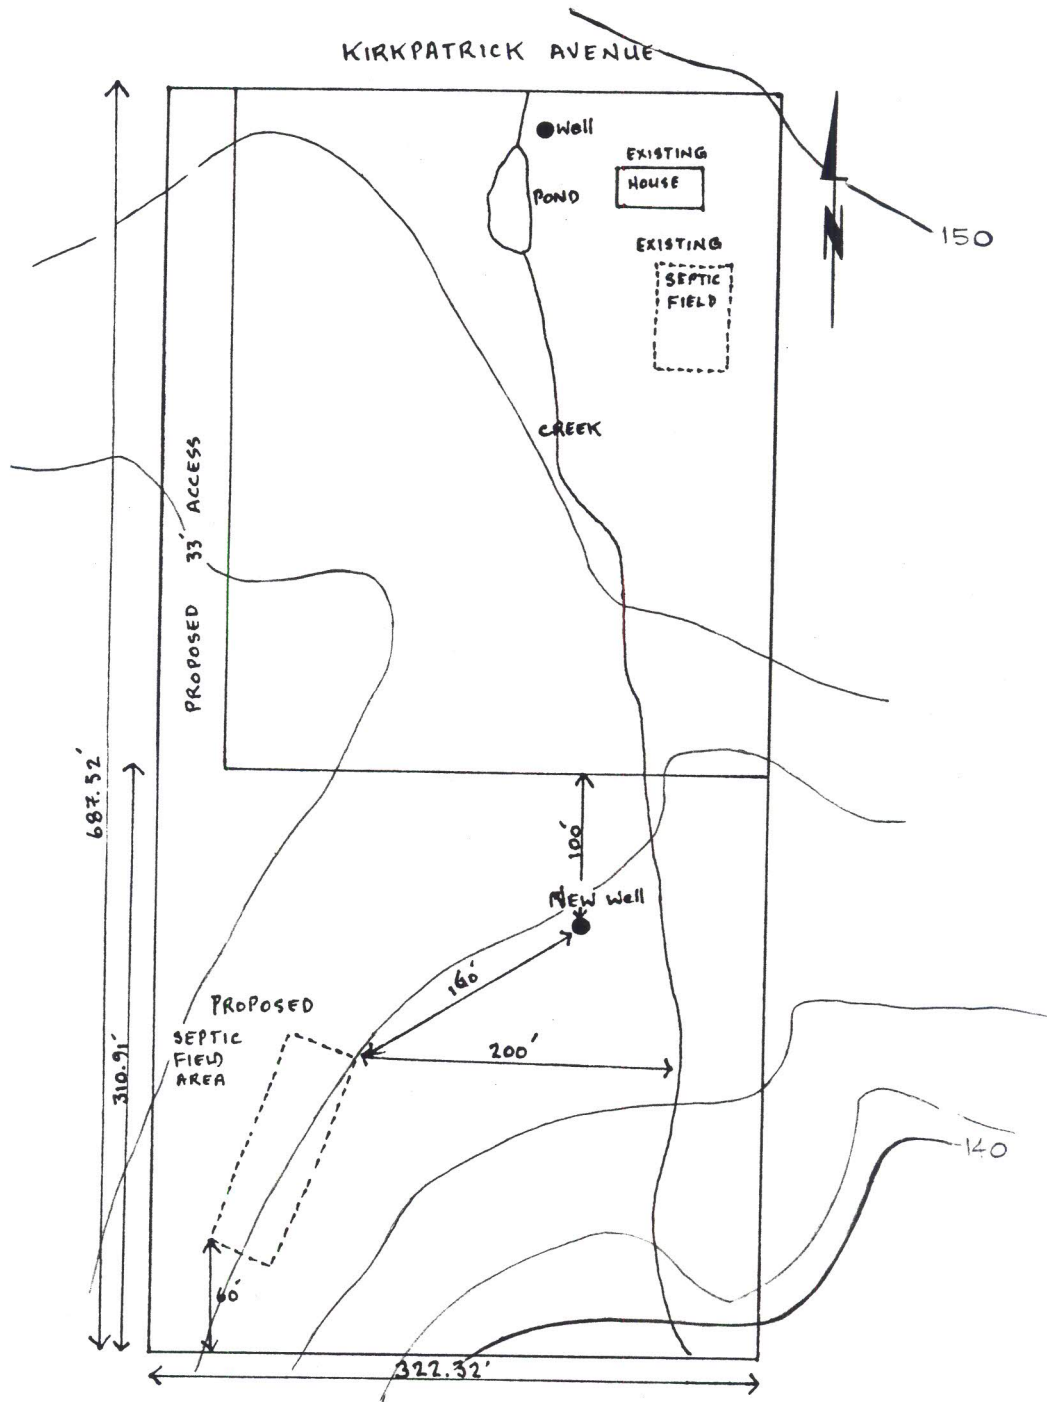 KIRKPATRICK AVENUE
Well
EXISTING
HOUSE
POND
N
150
EXISTING
SEPTIC
FIELD
CREEK
PROPOSED 33' ACCESS
687.52'
100'
NEW Well
160'
PROPOSED
SEPTIC
FIELD
AREA
200'
310.91'
140
60'
322.32'